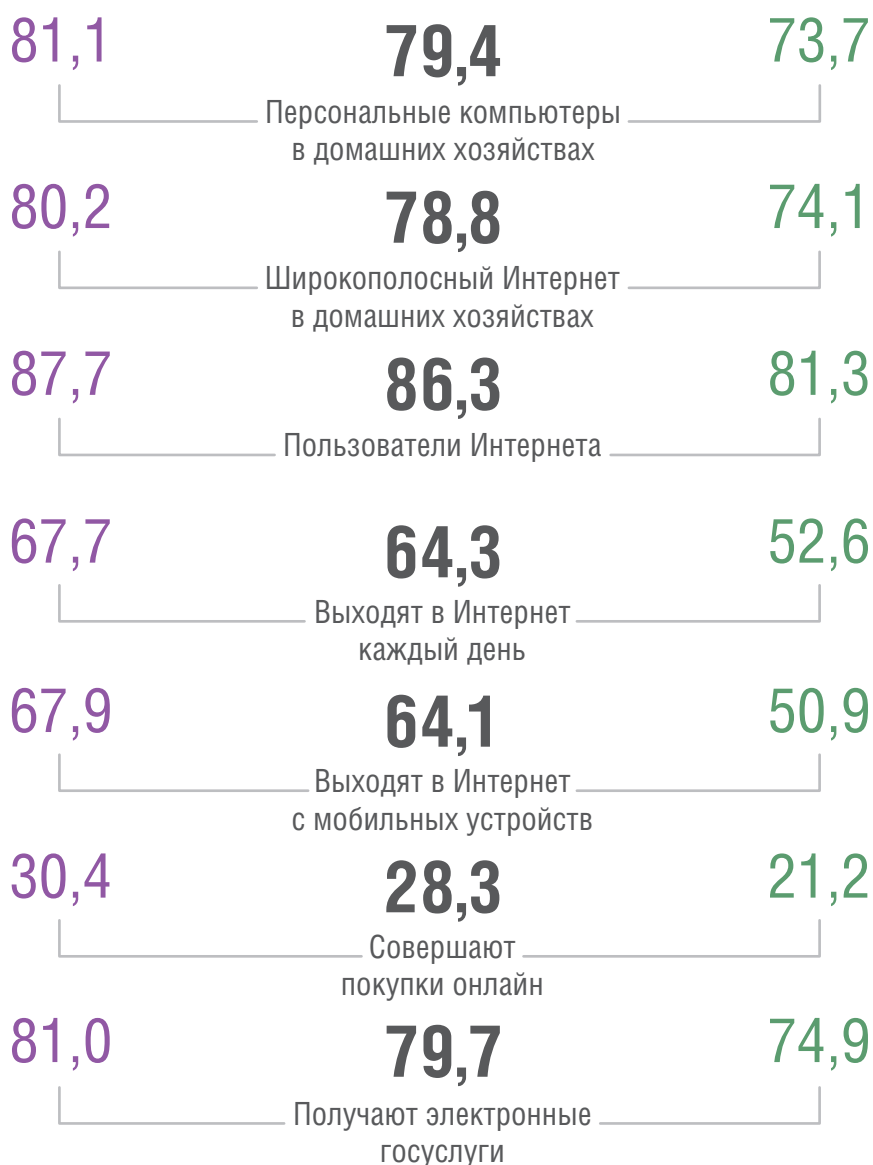 81,1 79,4 73,7
Персональные компьютеры
в домашних хозяйствах
80,2 78,8 74,1
Широкополосный Интернет
в домашних хозяйствах
87,7 86,3 81,3
Пользователи Интернета
67,7 64,3 52,6
Выходят в Интернет
каждый день
67,9 64,1 50,9
Выходят в Интернет
с мобильных устройств
30,4 28,3 21,2
Совершают
покупки онлайн
81,0 79,7 74,9
Получают электронные
госуслуги